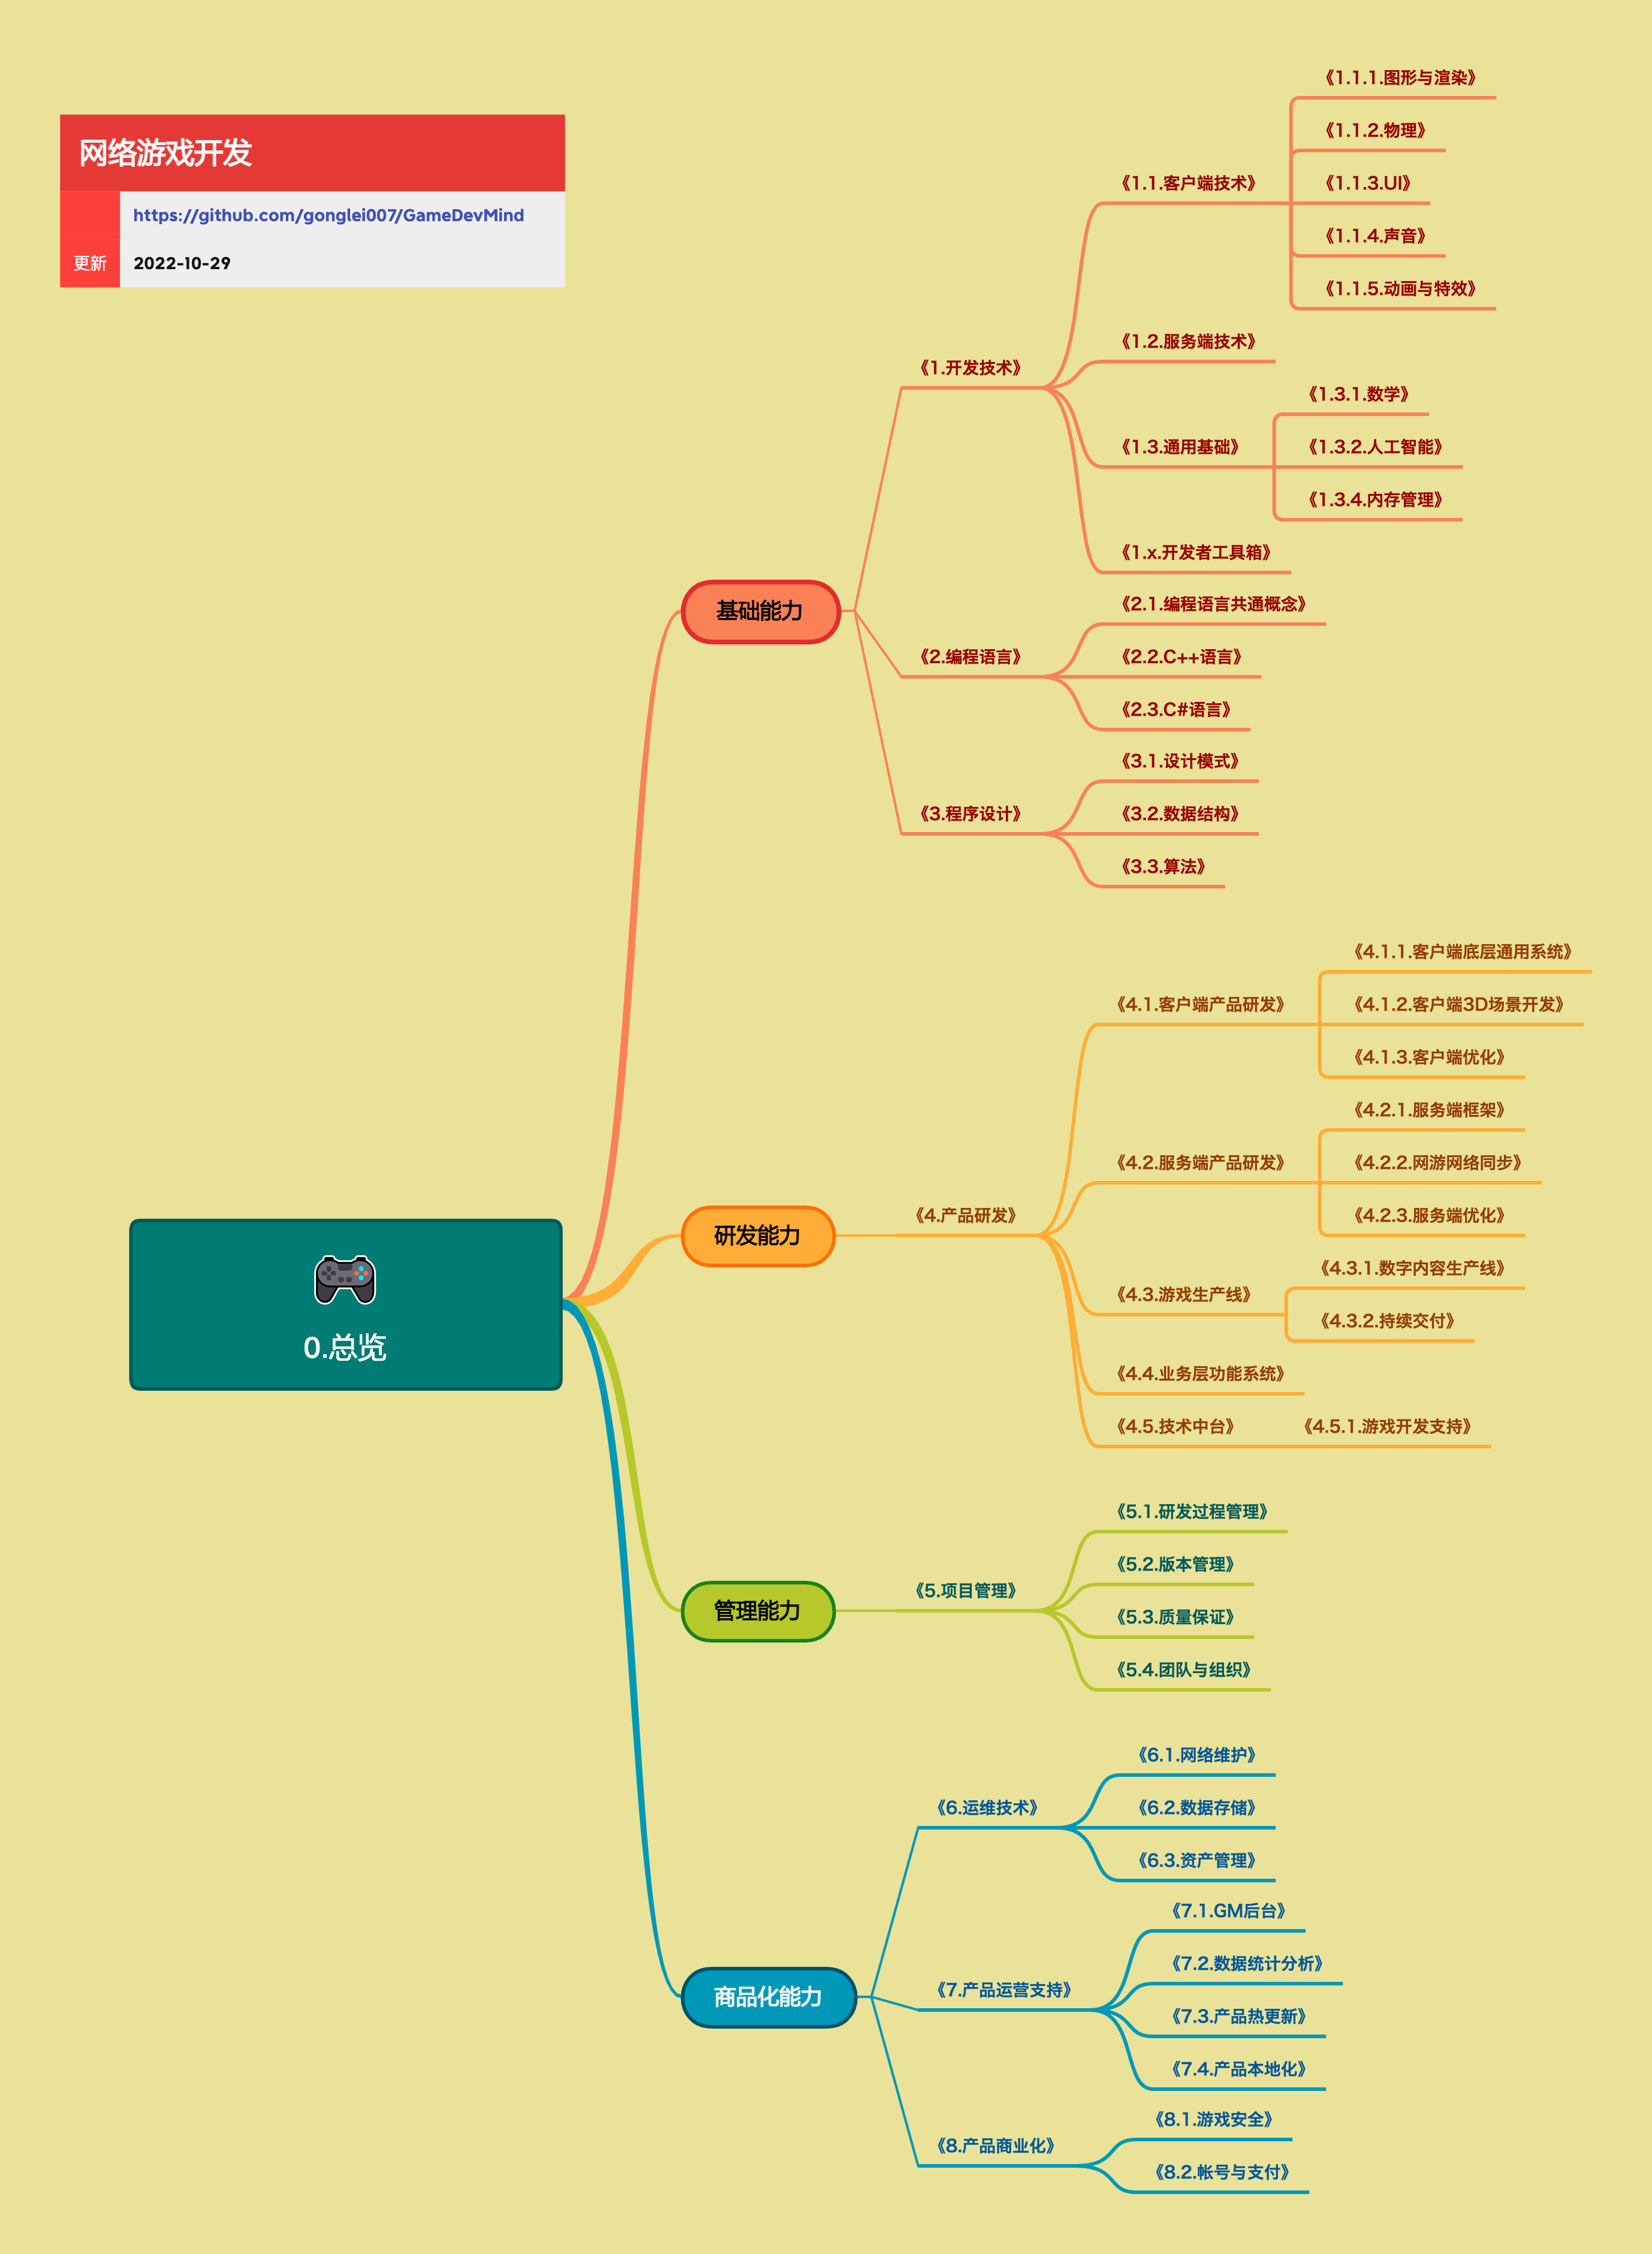 网络游戏开发
https://github.com/gonglei007/GameDevMind
更新 2022-10-29
0.总览
基础能力
《1.开发技术》
《1.1.客户端技术》
《1.1.1.图形与渲染》
《1.1.2.物理》
《1.1.3.UI》
《1.1.4.声音》
《1.1.5.动画与特效》
《1.2.服务端技术》
《1.3.通用基础》
《1.3.1.数学》
《1.3.2.人工智能》
《1.3.4.内存管理》
《1.x.开发者工具箱》
《2.编程语言》
《2.1.编程语言共通概念》
《2.2.C++语言》
《2.3.C#语言》
《3.程序设计》
《3.1.设计模式》
《3.2.数据结构》
《3.3.算法》
研发能力
《4.产品研发》
《4.1.客户端产品研发》
《4.1.1.客户端底层通用系统》
《4.1.2.客户端3D场景开发》
《4.1.3.客户端优化》
《4.2.服务端产品研发》
《4.2.1.服务端框架》
《4.2.2.网游网络同步》
《4.2.3.服务端优化》
《4.3.游戏生产线》
《4.3.1.数字内容生产线》
《4.3.2.持续交付》
《4.4.业务层功能系统》
《4.5.技术中台》
《4.5.1.游戏开发支持》
管理能力
《5.项目管理》
《5.1.研发过程管理》
《5.2.版本管理》
《5.3.质量保证》
《5.4.团队与组织》
商品化能力
《6.运维技术》
《6.1.网络维护》
《6.2.数据存储》
《6.3.资产管理》
《7.产品运营支持》
《7.1.GM后台》
《7.2.数据统计分析》
《7.3.产品热更新》
《7.4.产品本地化》
《8.产品商业化》
《8.1.游戏安全》
《8.2.帐号与支付》